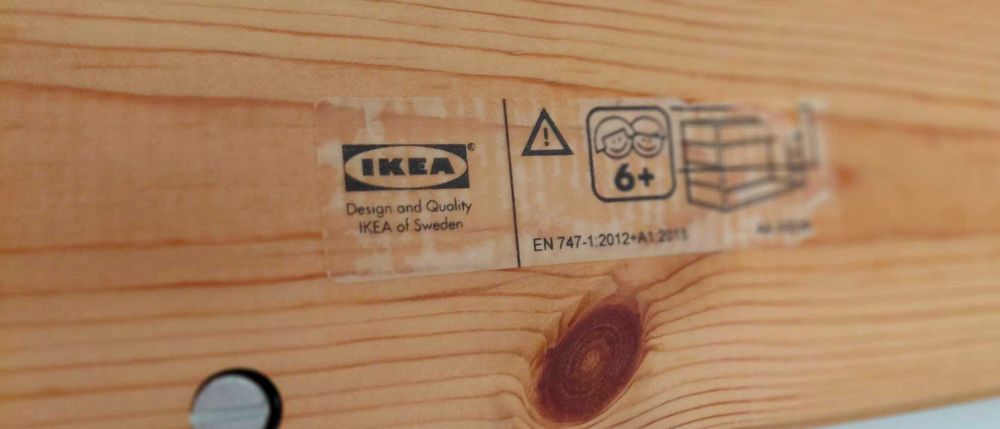 IKEA®
Design and Quality
IKEA of Sweden
6+
EN 747-1:2012+A1:2015